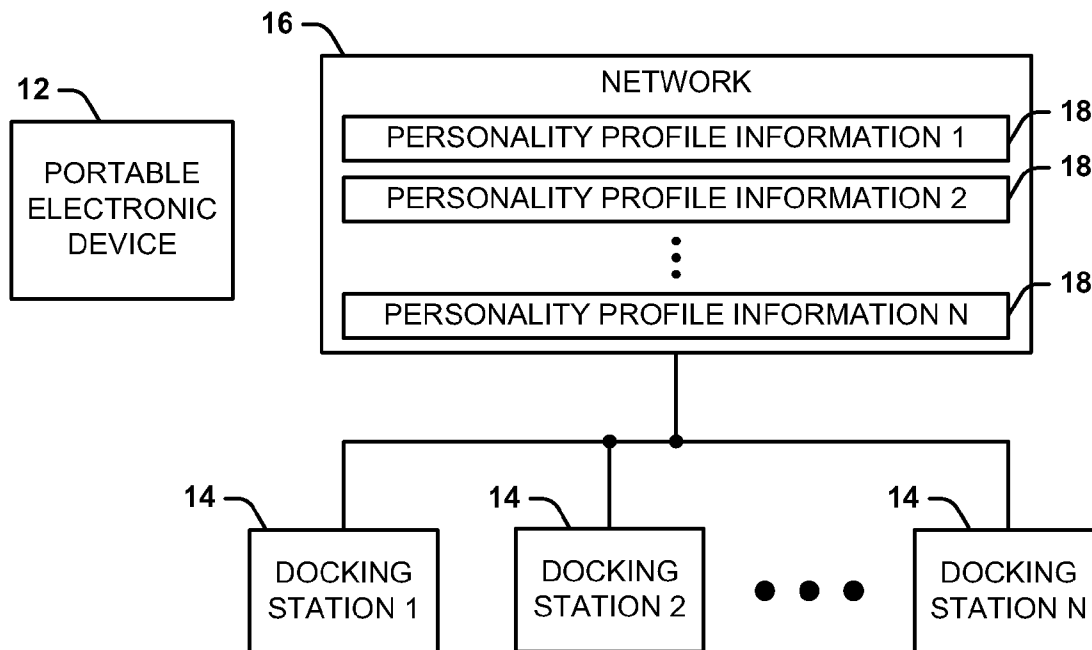 16
NETWORK
12
PORTABLE
ELECTRONIC
DEVICE
PERSONALITY PROFILE INFORMATION 1
18
PERSONALITY PROFILE INFORMATION 2
18
PERSONALITY PROFILE INFORMATION N
18
14
DOCKING
STATION 1
14
DOCKING
STATION 2
14
DOCKING
STATION N